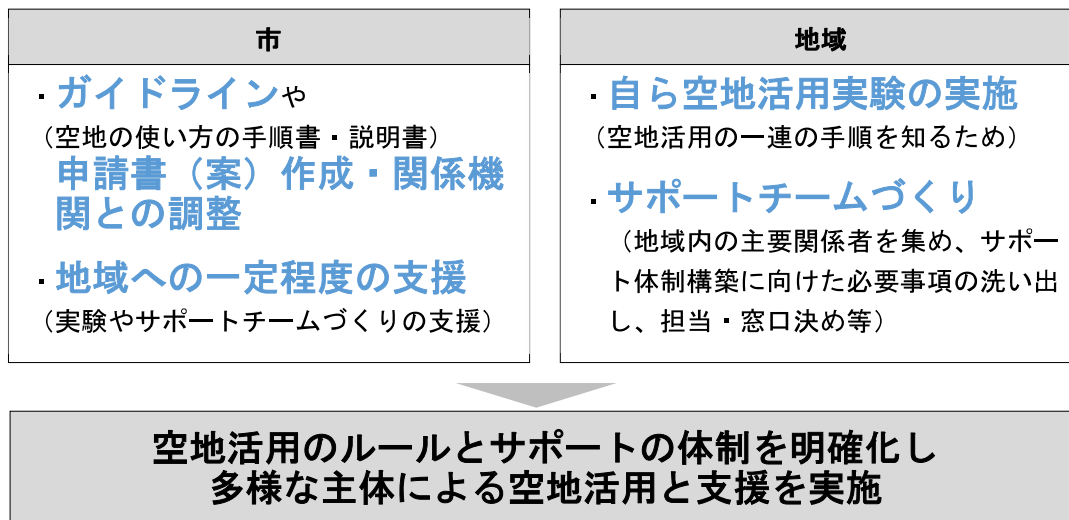 市
・ガイドラインや
(空地の使い方の手順書・説明書)
申請書（案）作成・関係機
関との調整
・地域への一定程度の支援
(実験やサポートチームづくりの支援)
地域
・自ら空地活用実験の実施
(空地活用の一連の手順を知るため)
・サポートチームづくり
（地域内の主要関係者を集め、サポー
ト体制構築に向けた必要事項の洗い出
し、担当・窓口決め等）
空地活用のルールとサポートの体制を明確化し
多様な主体による空地活用と支援を実施